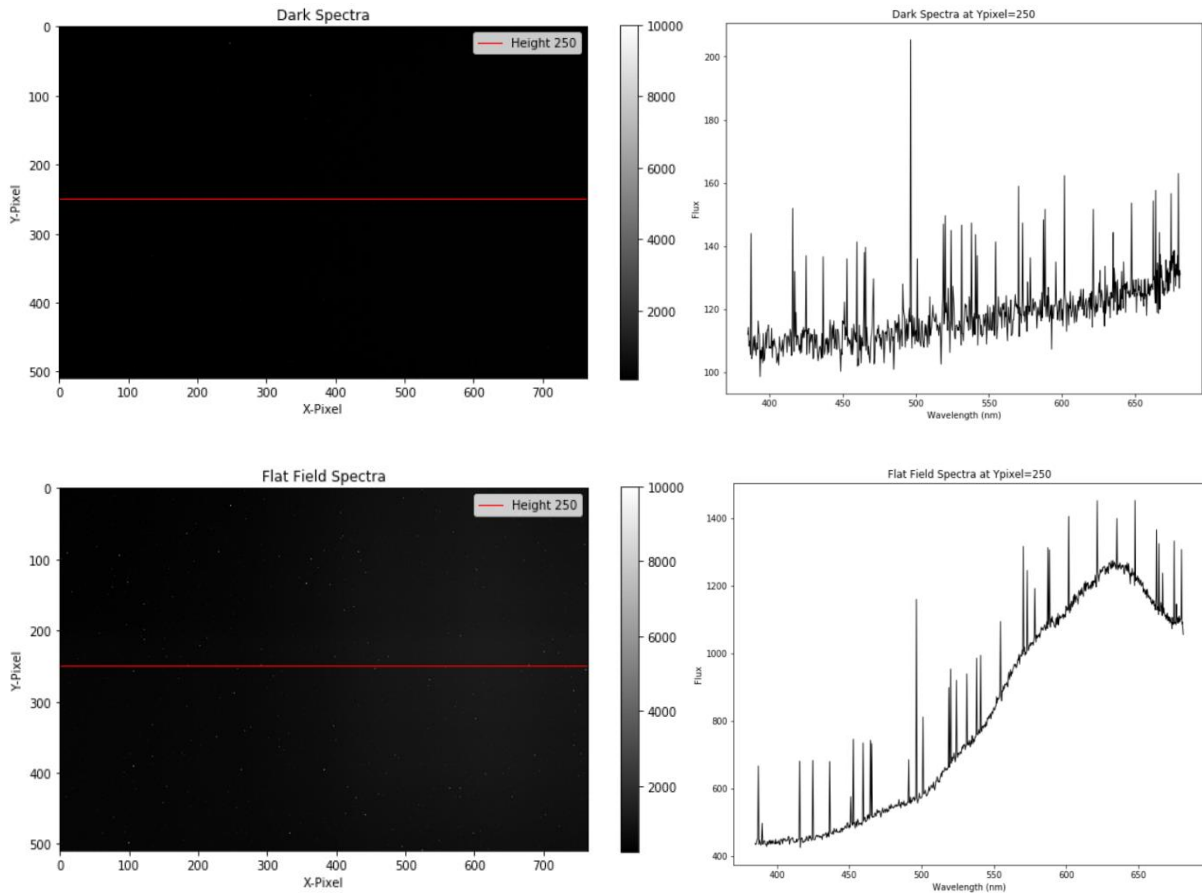 Dark Spectra
0
100
200
300
400
500
Y-Pixel
Height 250
0 100 200 300 400 500 600 700
X-Pixel
10000
8000
6000
4000
2000
Dark Spectra at Ypixel=250
200
180
160
140
120
100
Flux
400 450 500 550 600 650
Wavelength (nm)
Flat Field Spectra
0
100
200
300
400
500
Y-Pixel
Height 250
0 100 200 300 400 500 600 700
X-Pixel
10000
8000
6000
4000
2000
Flat Field Spectra at Ypixel=250
1400
1200
1000
800
600
400
Flux
400 450 500 550 600 650
Wavelength (nm)